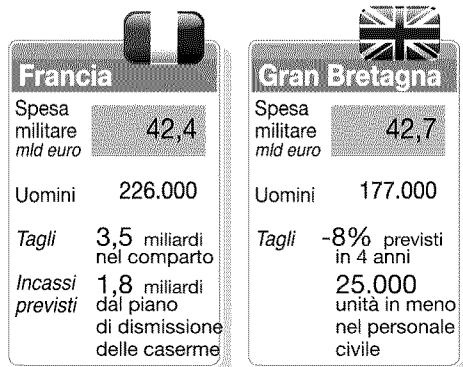 Francia
Spesa
militare
mld euro
42,4
Uomini 226.000
Tagli 3,5 miliardi
nel comparto
Incassi 1,8 miliardi
previsti dal piano
di dismissione
delle caserme
Gran Bretagna
Spesa
militare
mld euro
42,7
Uomini 177.000
Tagli -8% previsti
in 4 anni
25.000
unità in meno
nel personale
civile